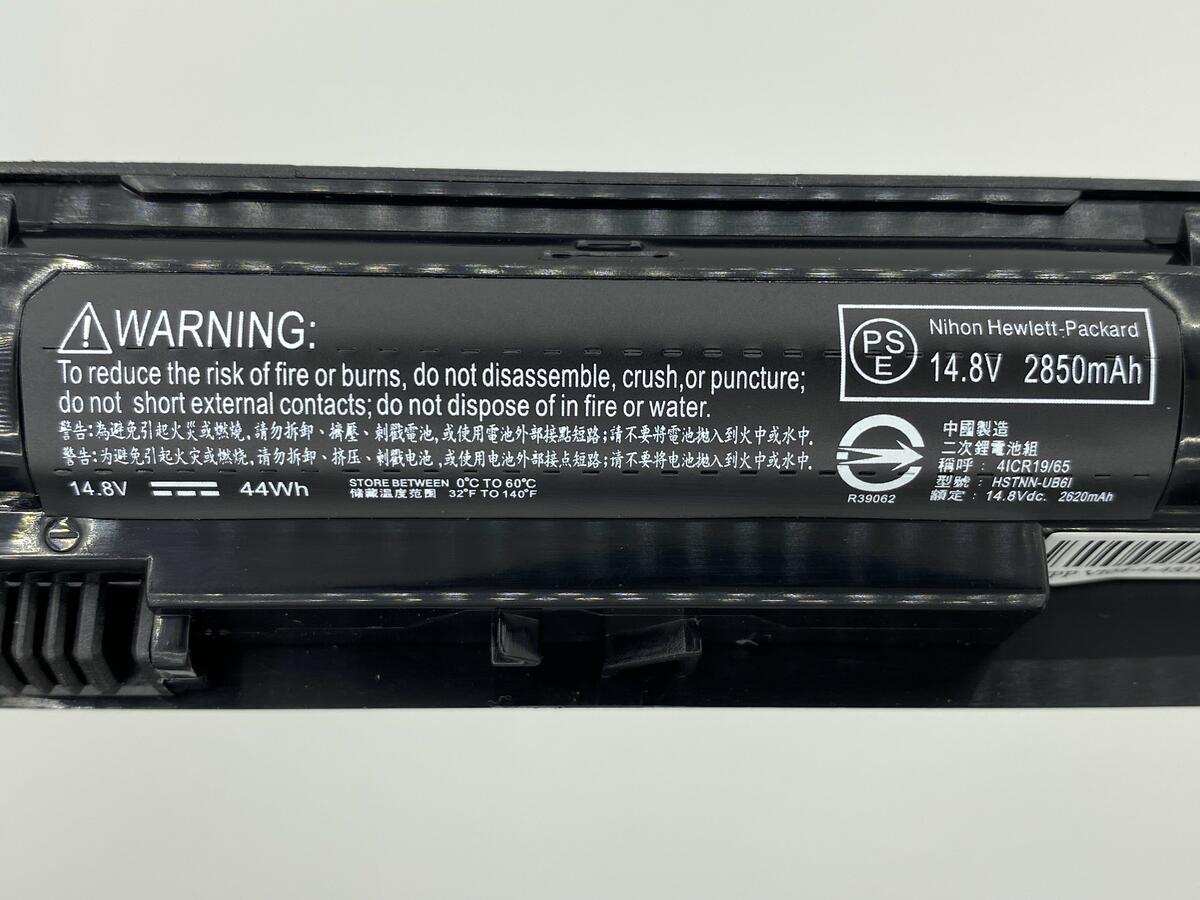 WARNING:
To reduce the risk of fire or burns, do not disassemble, crush,or puncture;
do not short external contacts; do not dispose of in fire or water.
警告:為避免引起火災或燃燒,請勿拆卸、擠壓、刺戳電池,或使用電池外部接點短路;請不要將電池拋入到火中或水中.
警告:为避免引起火灾或燃烧,请勿拆卸、挤压、刺戳电池,或使用电池外部接点短路;请不要将电池抛入到火中或水中.
14.8V 44Wh
STORE BETWEEN 0°C TO 60°C
储藏温度范围 32°F TO 140°F
PS
E
Nihon Hewlett-Packard
14.8V 2850mAh
R39062
中國製造
二次鋰電池組
稱呼: 4ICR19/65
型號: HSTNN-UB6I
額定: 14.8Vdc. 2620mAh